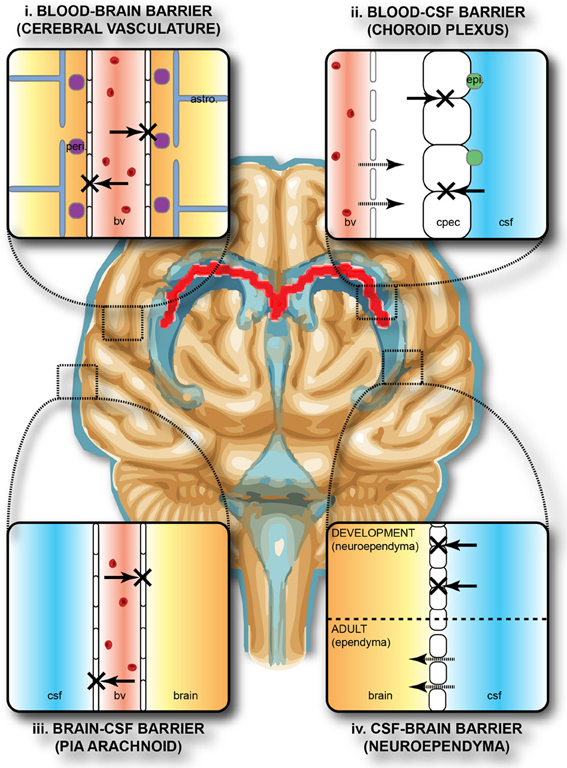 i. BLOOD-BRAIN BARRIER
(CEREBRAL VASCULATURE)
astro.
peri.
bv
ii. BLOOD-CSF BARRIER
(CHOROID PLEXUS)
epi.
bv
cpec
csf
csf
bv
brain
iii. BRAIN-CSF BARRIER
(PIA ARACHNOID)
DEVELOPMENT
(neuroependyma)
ADULT
(ependyma)
brain
csf
iv. CSF-BRAIN BARRIER
(NEUROEPENDYMA)